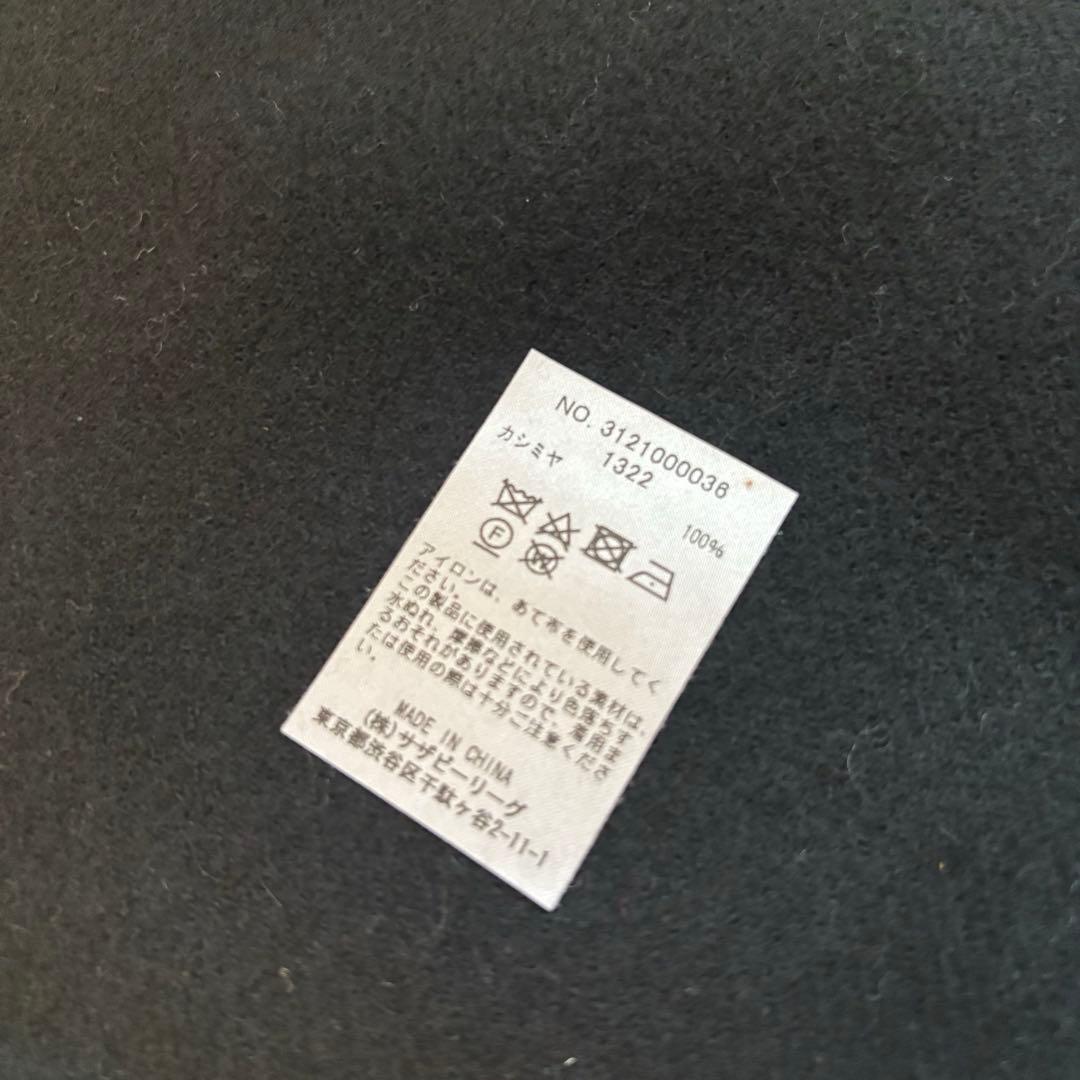 NO. 3121000036
1322
カシミヤ 100%
F
W
アイロンは、あて布を使用してく
ださい。
この製品に使用されている素材は、
水ぬれ、摩擦などにより色落ちす
るおそれがありますので、着用ま
たは使用の際は十分ご注意くださ
い。
MADE IN CHINA
(株)サザビーリーグ
東京都渋谷区千駄ヶ谷2-11-1